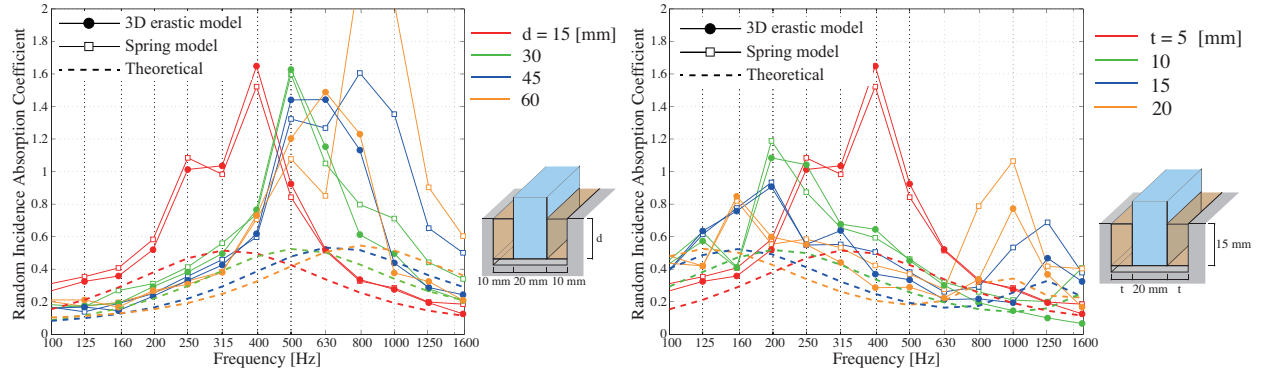 Random Incidence Absorption Coefficient
2
1.8
1.6
1.4
1.2
1
0.8
0.6
0.4
0.2
0
3D erastic model
Spring model
Theoretical
100 125 160 200 250 315 400 500 630 800 1000 1250 1600
Frequency [Hz]
d = 15 [mm]
30
45
60
d
10 mm 20 mm 10 mm
Random Incidence Absorption Coefficient
2
1.8
1.6
1.4
1.2
1
0.8
0.6
0.4
0.2
0
3D erastic model
Spring model
Theoretical
100 125 160 200 250 315 400 500 630 800 1000 1250 1600
Frequency [Hz]
t = 5 [mm]
10
15
20
15 mm
t 20 mm t